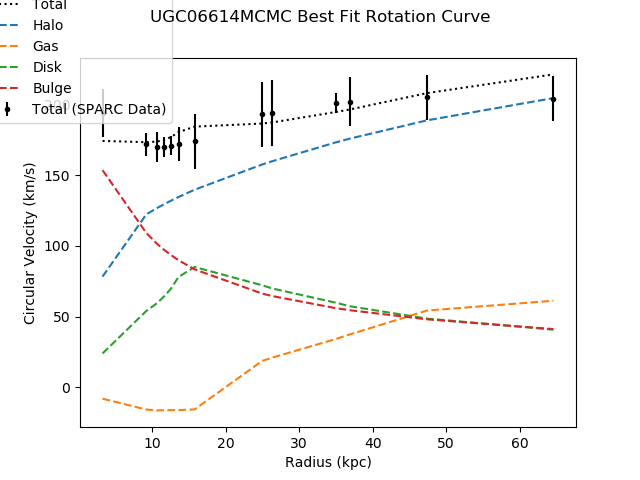 UGC06614MCMC Best Fit Rotation Curve
Total
Halo
Gas
Disk
Bulge
Total (SPARC Data)
200
150
100
50
0
Circular Velocity (km/s)
10 20 30 40 50 60
Radius (kpc)